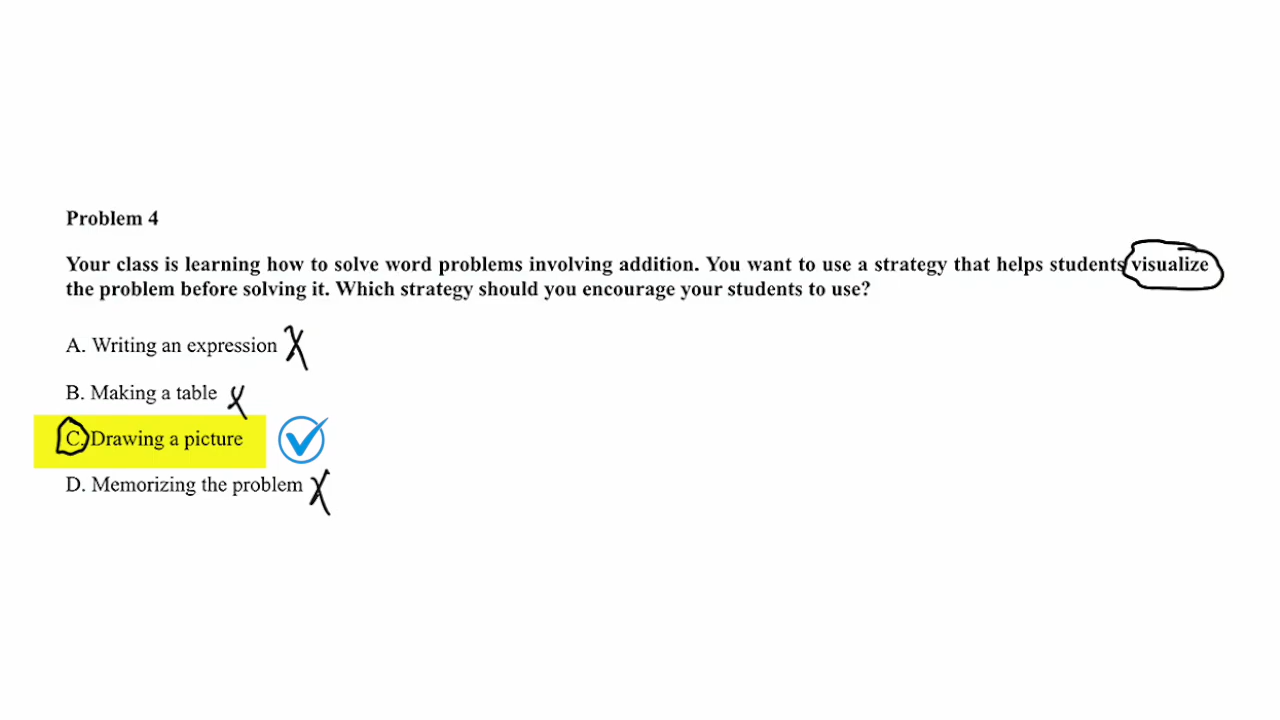 Problem 4
Your class is learning how to solve word problems involving addition. You want to use a strategy that helps students visualize
the problem before solving it. Which strategy should you encourage your students to use?
A. Writing an expression X
B. Making a table X
C. Drawing a picture
D. Memorizing the problem X